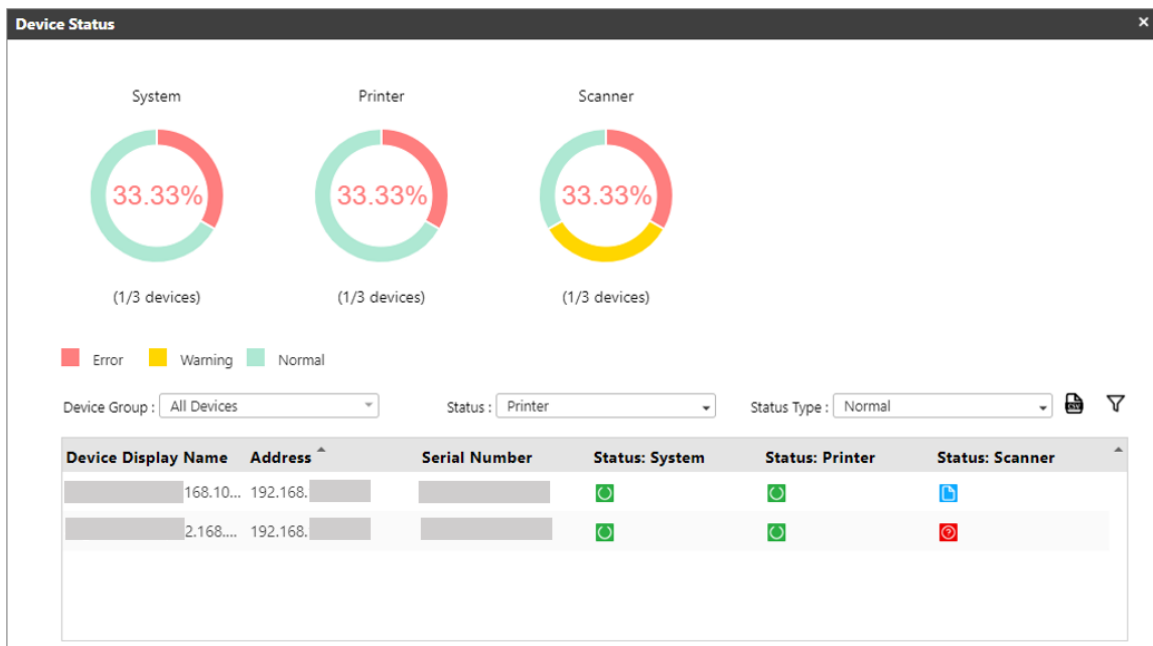 Device Status
System Printer Scanner
33.33% 33.33% 33.33%
(1/3 devices) (1/3 devices) (1/3 devices)
Error Warning Normal
Device Group : All Devices Status : Printer Status Type : Normal CSV
Device Display Name Address Serial Number Status: System Status: Printer Status: Scanner
168.10... 192.168.
2.168.... 192.168.